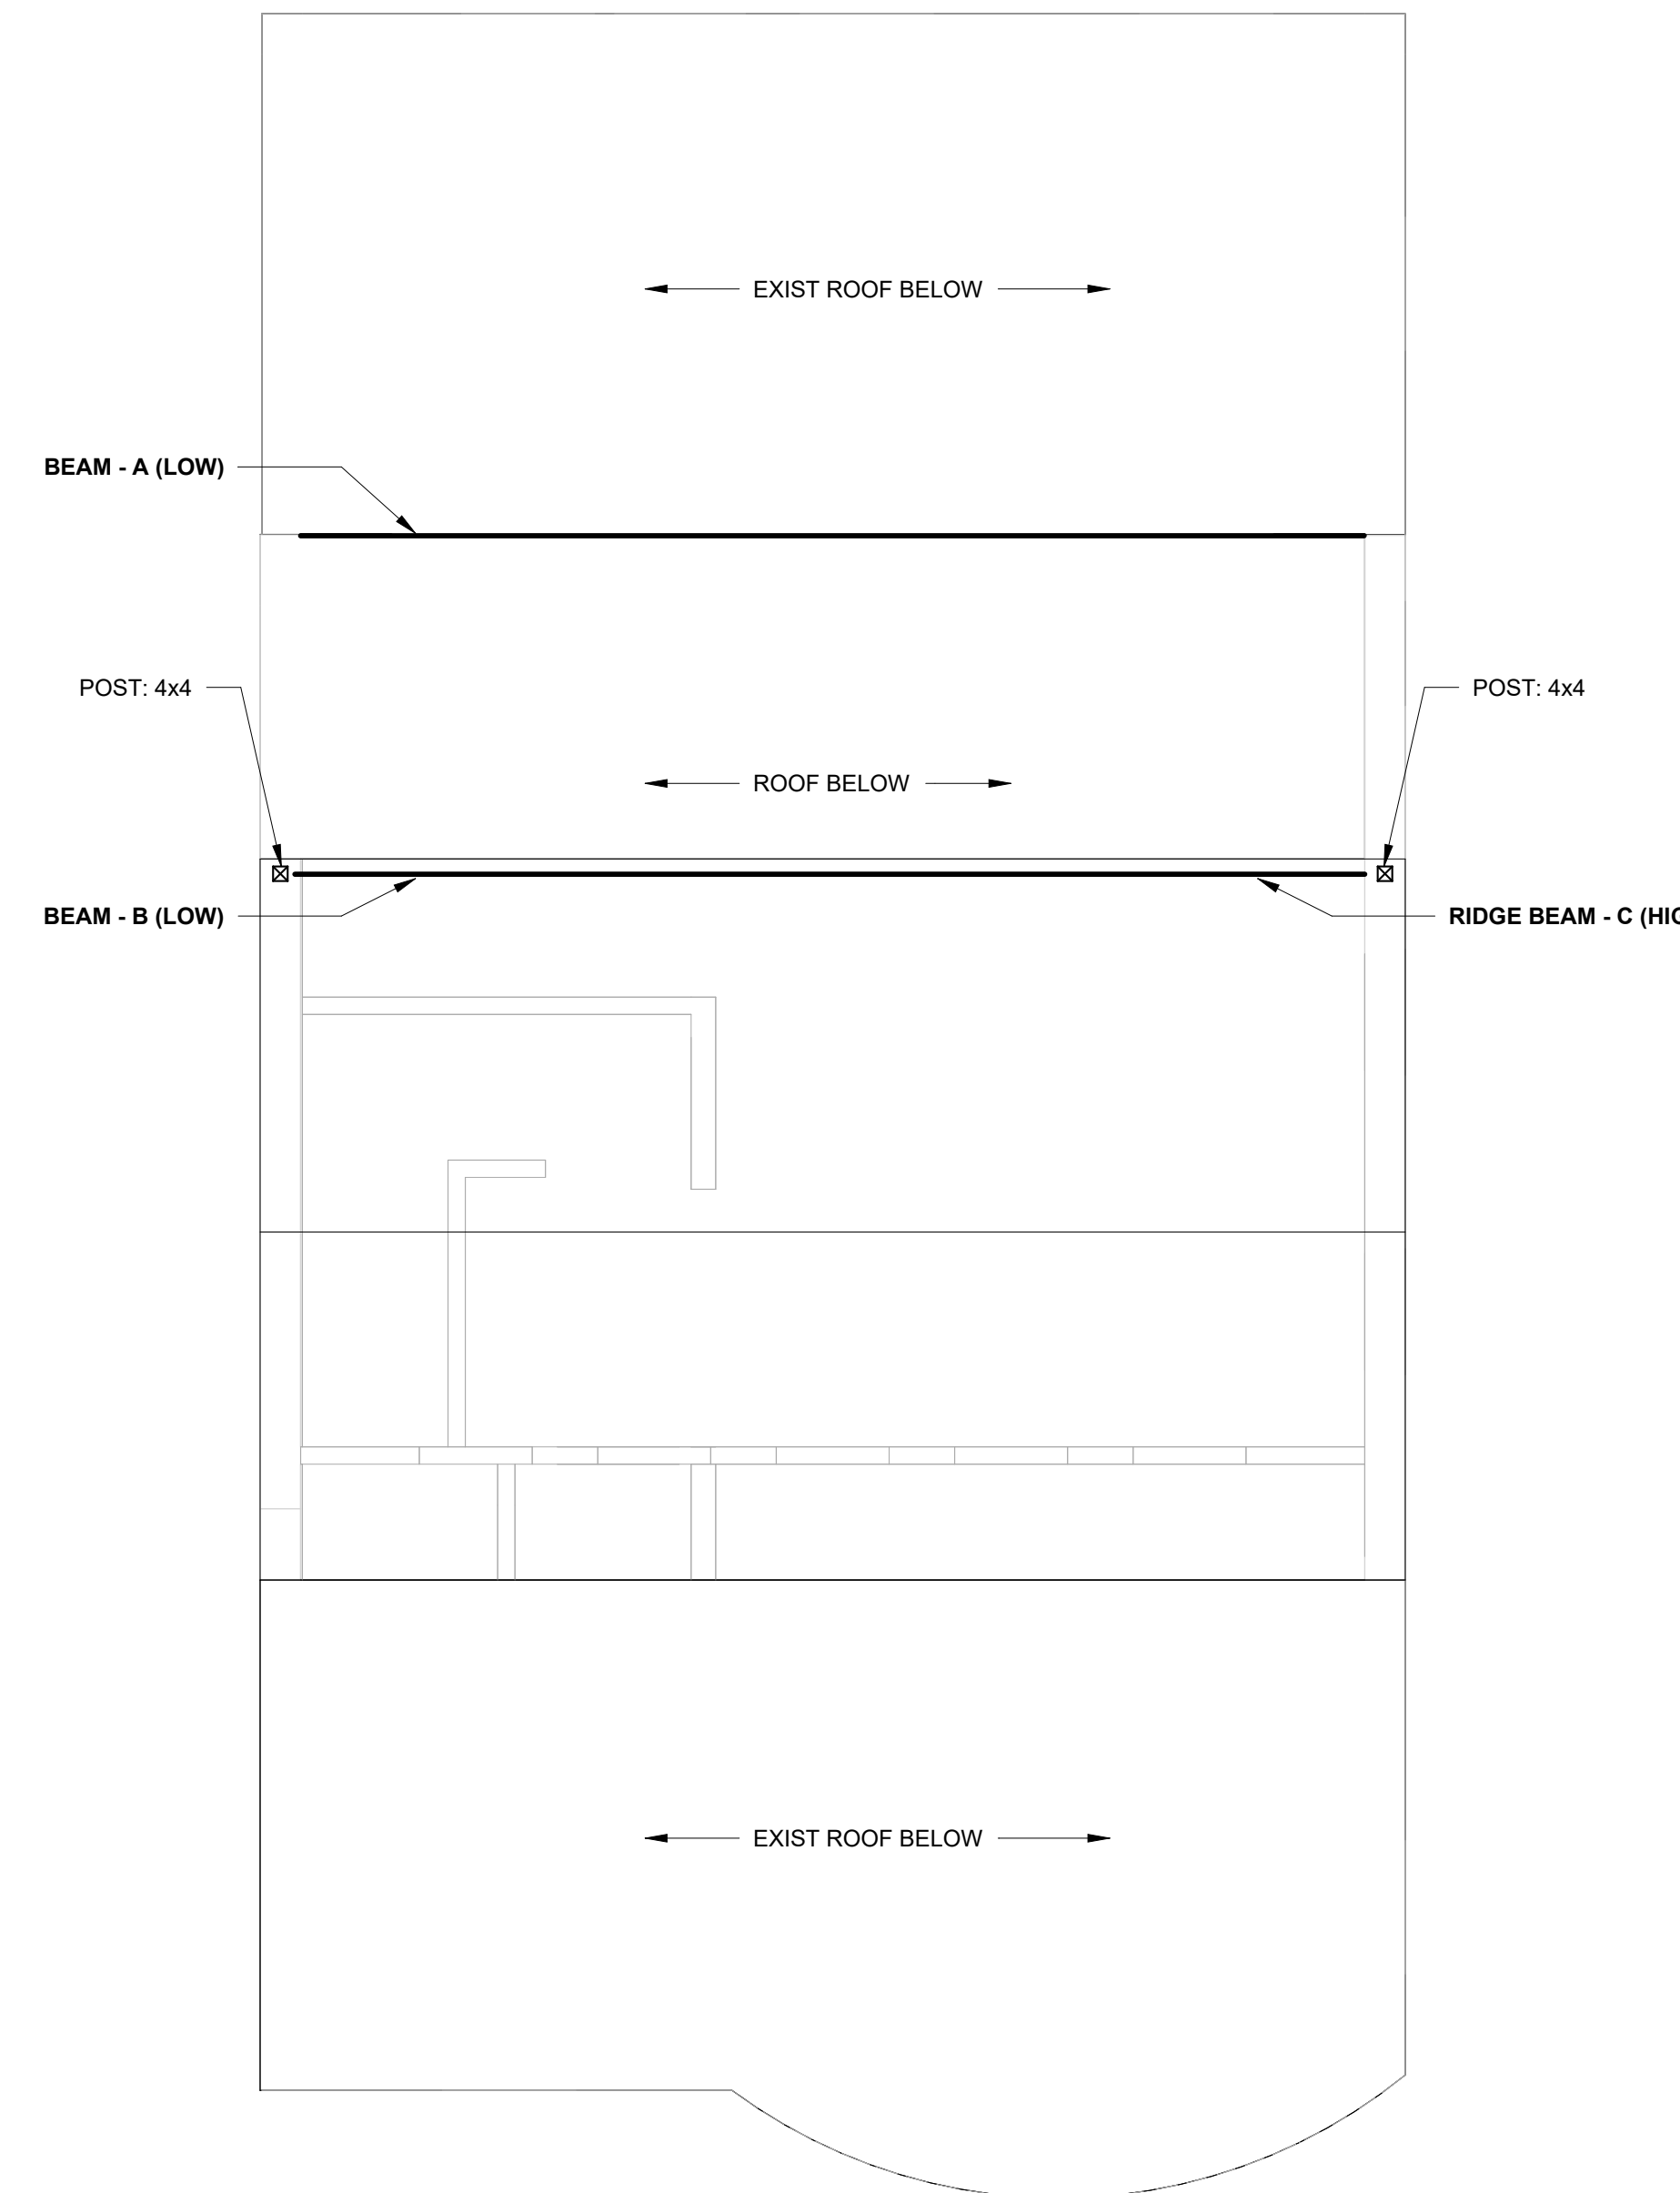 EXIST ROOF BELOW
BEAM - A (LOW)
POST: 4x4
POST: 4x4
ROOF BELOW
BEAM - B (LOW)
RIDGE BEAM - C
EXIST ROOF BELOW